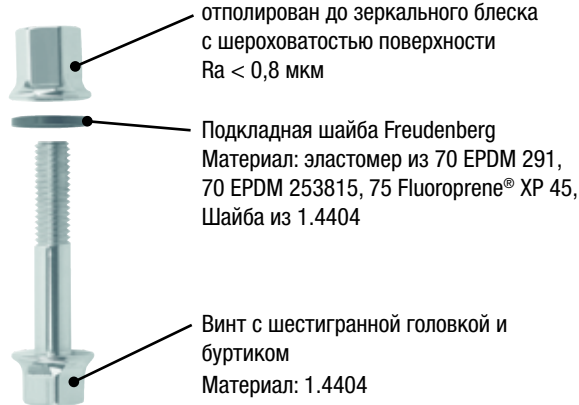 отполирован до зеркального блеска
с шероховатостью поверхности
Ra < 0,8 мкм
Подкладная шайба Freudenberg
Материал: эластомер из 70 EPDM 291,
70 EPDM 253815, 75 Fluoroprene® XP 45,
Шайба из 1.4404
Винт с шестигранной головкой и
буртиком
Материал: 1.4404